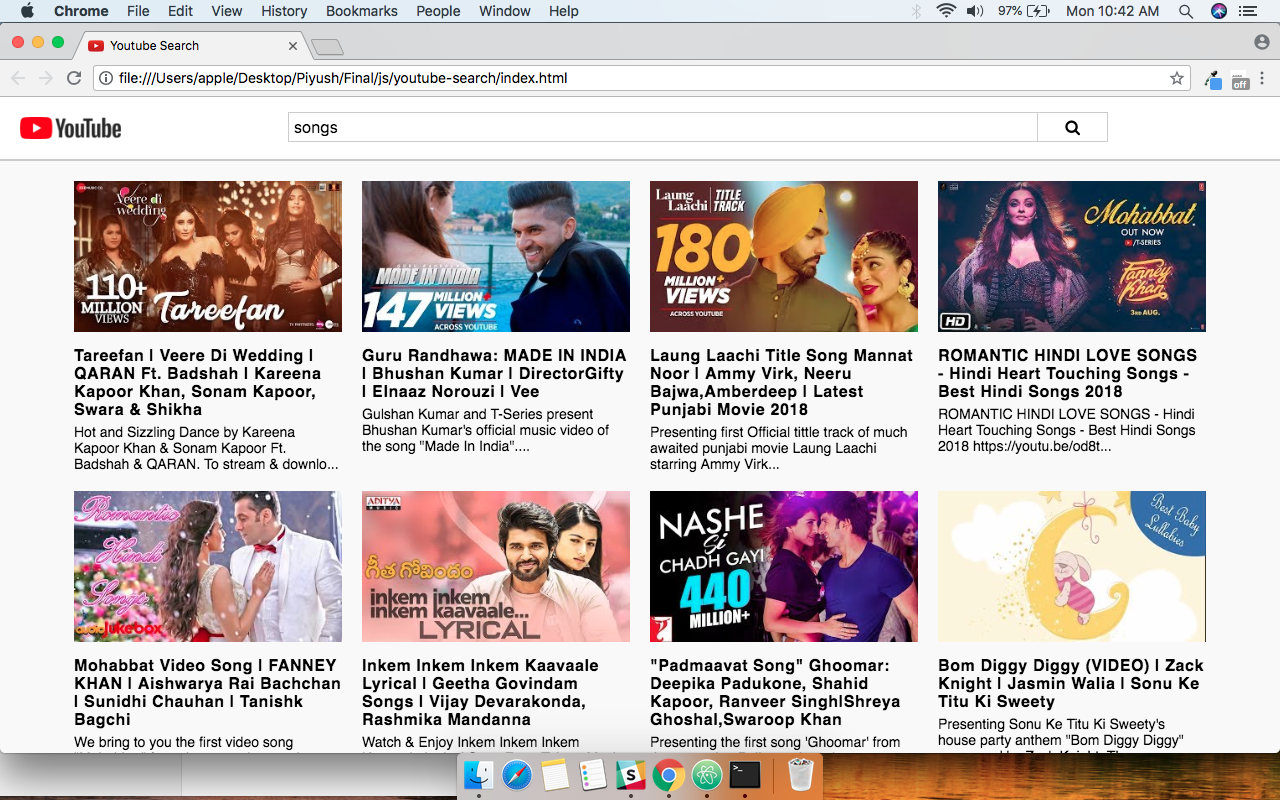 Chrome File Edit View History Bookmarks People Window Help
97% Mon 10:42 AM
Youtube Search
file:///Users/apple/Desktop/Piyush/Final/js/youtube-search/index.html
off
YouTube
songs
Veere di wedding
110+
MILLION
VIEWS
Tareefan
MADE IN INDIA
147 MILLION+
VIEWS
ACROSS YOUTUBE
Laung Laachi TITLE TRACK
180
MILLION+
VIEWS
ACROSS YOUTUBE
Mohabbat
OUT NOW
/T-SERIES
Fanney Khan
3RD AUG.
HD
Tareefan | Veere Di Wedding |
QARAN Ft. Badshah | Kareena
Kapoor Khan, Sonam Kapoor,
Swara & Shikha
Hot and Sizzling Dance by Kareena
Kapoor Khan & Sonam Kapoor Ft.
Badshah & QARAN. To stream & downlo...
Guru Randhawa: MADE IN INDIA
| Bhushan Kumar | DirectorGifty
| Elnaaz Norouzi | Vee
Gulshan Kumar and T-Series present
Bhushan Kumar's official music video of
the song "Made In India"....
Laung Laachi Title Song Mannat
Noor | Ammy Virk, Neeru
Bajwa,Amberdeep | Latest
Punjabi Movie 2018
Presenting first Official tittle track of much
awaited punjabi movie Laung Laachi
starring Ammy Virk...
ROMANTIC HINDI LOVE SONGS
- Hindi Heart Touching Songs -
Best Hindi Songs 2018
ROMANTIC HINDI LOVE SONGS - Hindi
Heart Touching Songs - Best Hindi Songs
2018 https://youtu.be/od8t...
Romantic
Hindi
Songs
audio Jukebox
ADITYA
MUSIC
గీత గోవిందం
inkem inkem
inkem kaavaale...
LYRICAL
NASHE
Si
CHADH GAYI
440
MILLION+
Best Baby
Lullabies
Mohabbat Video Song | FANNEY
KHAN | Aishwarya Rai Bachchan
| Sunidhi Chauhan | Tanishk
Bagchi
We bring to you the first video song
Inkem Inkem Inkem Kaavaale
Lyrical | Geetha Govindam
Songs | Vijay Devarakonda,
Rashmika Mandanna
Watch & Enjoy Inkem Inkem Inkem
"Padmaavat Song" Ghoomar:
Deepika Padukone, Shahid
Kapoor, Ranveer Singh|Shreya
Ghoshal,Swaroop Khan
Presenting the first song 'Ghoomar' from
Bom Diggy Diggy (VIDEO) | Zack
Knight | Jasmin Walia | Sonu Ke
Titu Ki Sweety
Presenting Sonu Ke Titu Ki Sweety's
house party anthem "Bom Diggy Diggy"